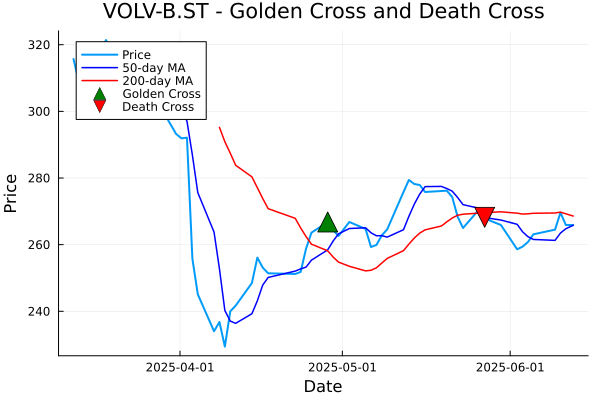 VOLV-B.ST - Golden Cross and Death Cross
Price
50-day MA
200-day MA
Golden Cross
Death Cross
Price
320
300
280
260
240
2025-04-01
2025-05-01
2025-06-01
Date